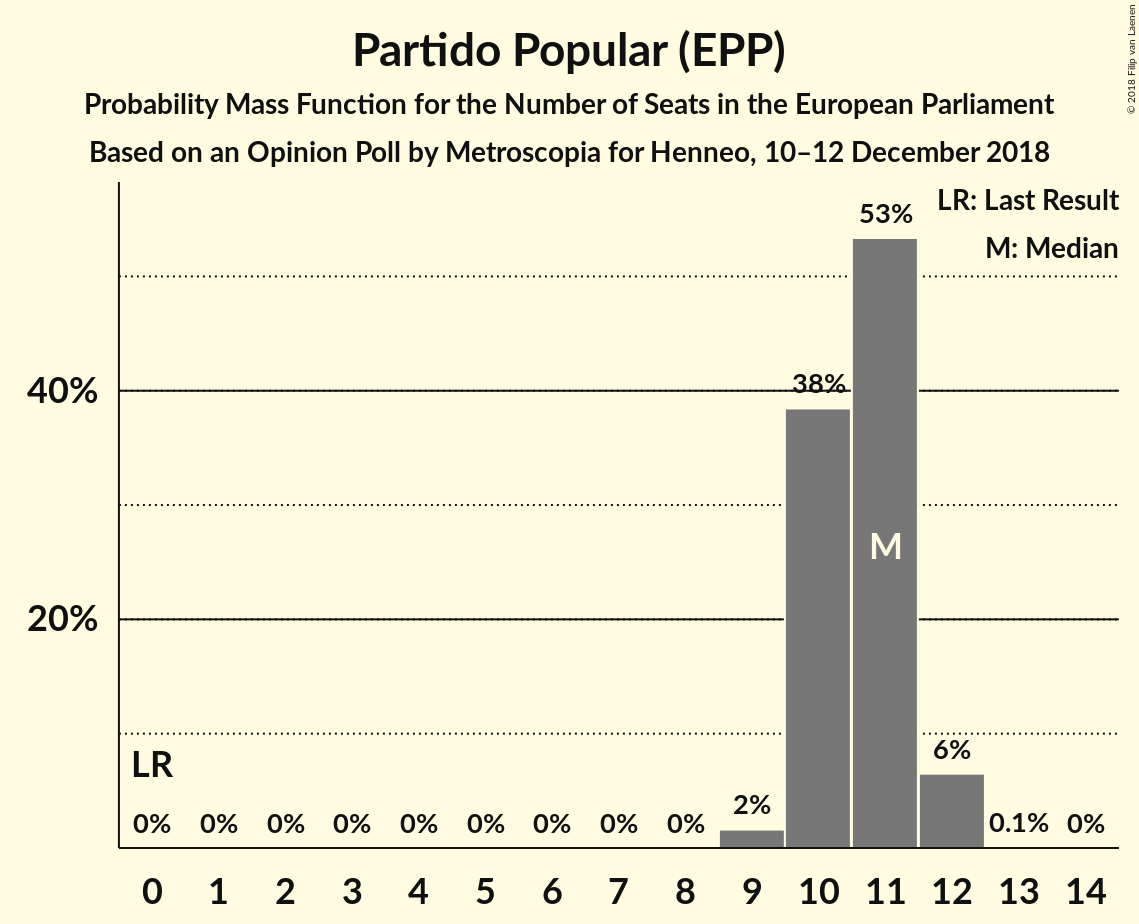 Partido Popular (EPP)
Probability Mass Function for the Number of Seats in the European Parliament
Based on an Opinion Poll by Metroscopia for Henneo, 10–12 December 2018
© 2018 Filip van Laenen
LR: Last Result
M: Median
53%
40%
38%
M
20%
LR
6%
2%
0% 0% 0% 0% 0% 0% 0% 0% 0% 0.1% 0%
0 1 2 3 4 5 6 7 8 9 10 11 12 13 14